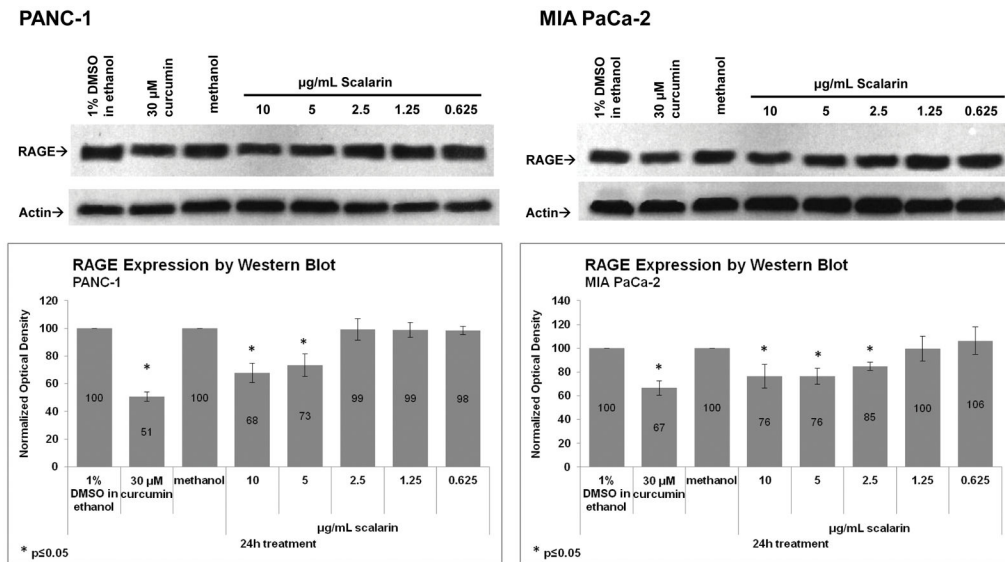 PANC-1
1% DMSO
in ethanol
30 µM
curcumin
methanol
µg/mL Scalarin
10 5 2.5 1.25 0.625
RAGE→
Actin→
RAGE Expression by Western Blot
PANC-1
Normalized Optical Density
120
100
80
60
40
20
0
* * *
100 51 100 68 73 99 99 98
1%
DMSO in
ethanol
30 µM
curcumin
methanol
10 5 2.5 1.25 0.625
µg/mL scalarin
24h treatment
* p≤0.05
MIA PaCa-2
1% DMSO
in ethanol
30 µM
curcumin
methanol
µg/mL Scalarin
10 5 2.5 1.25 0.625
RAGE→
Actin→
RAGE Expression by Western Blot
MIA PaCa-2
Normalized Optical Density
140
120
100
80
60
40
20
0
* * * *
100 67 100 76 76 85 100 106
1%
DMSO in
ethanol
30 µM
curcumin
methanol
10 5 2.5 1.25 0.625
µg/mL scalarin
24h treatment
* p≤0.05